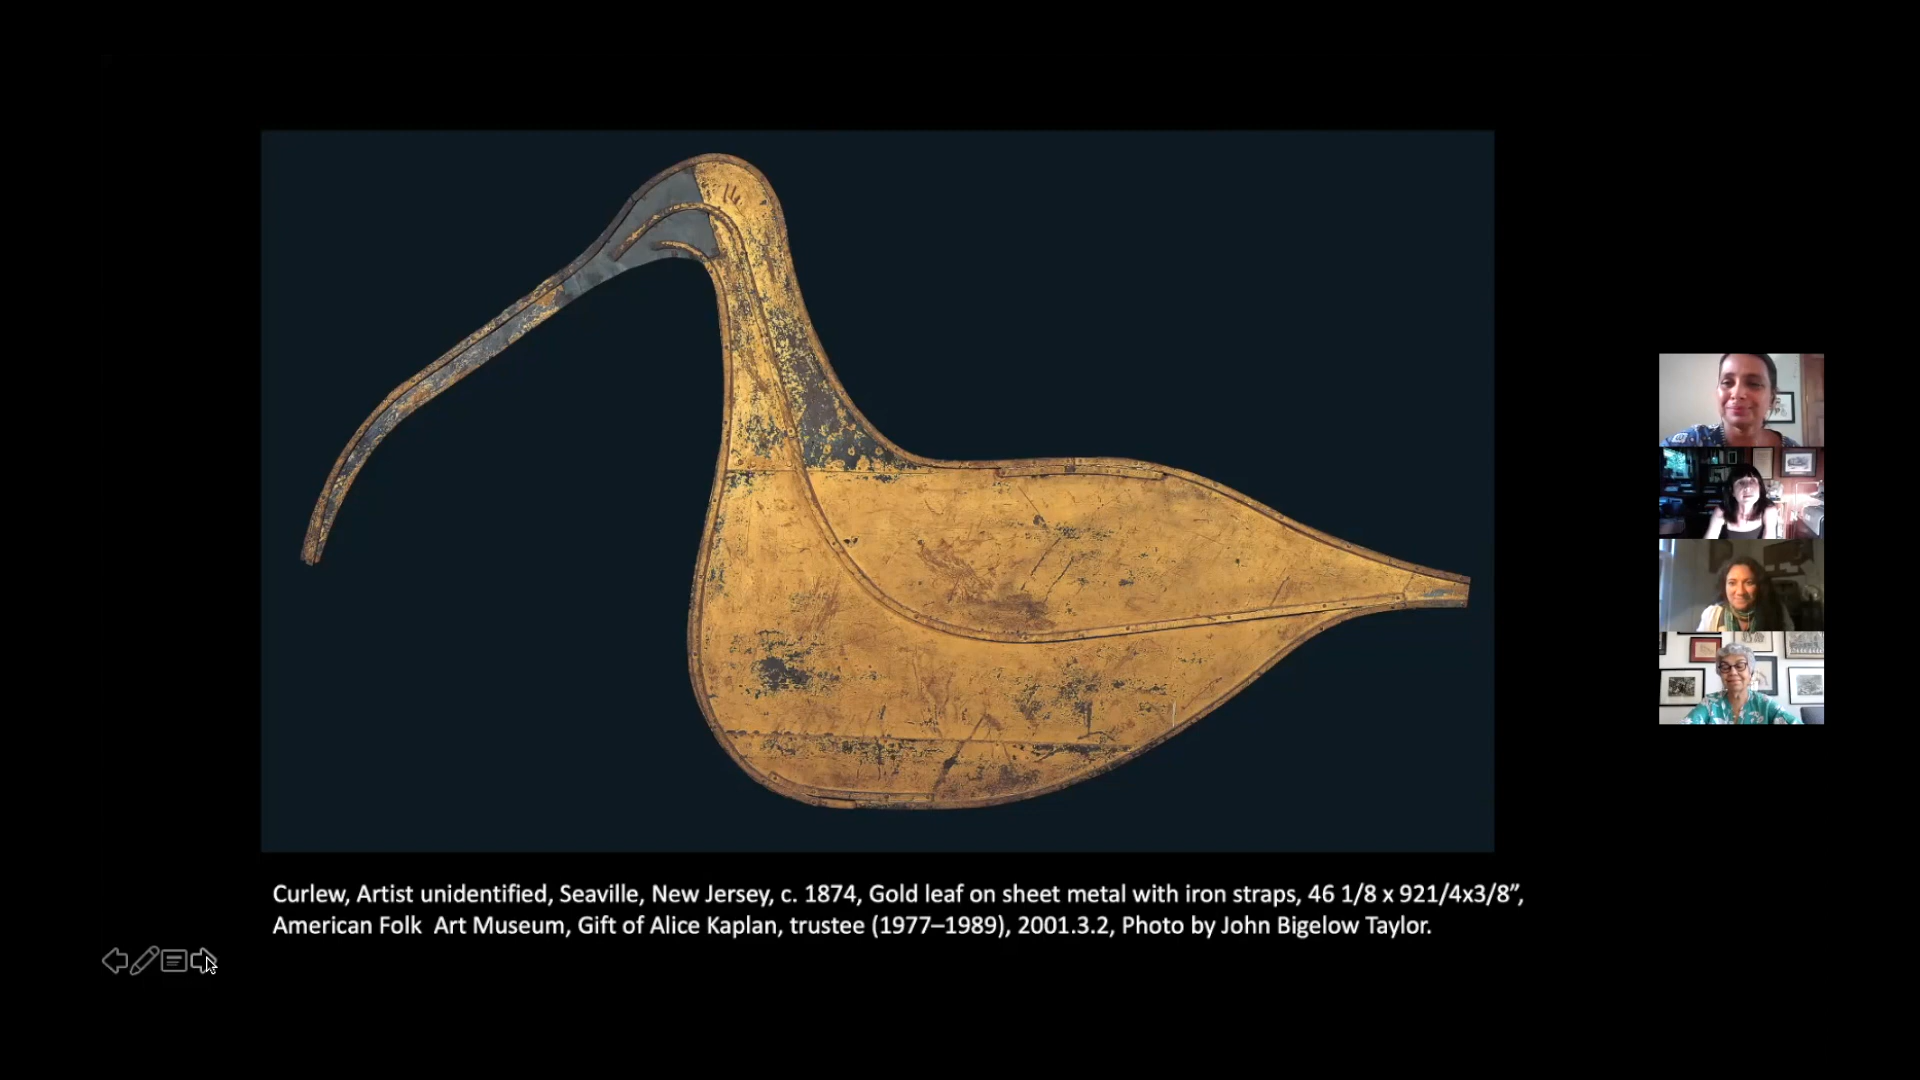 Curlew, Artist unidentified, Seaville, New Jersey, c. 1874, Gold leaf on sheet metal with iron straps, 46 1/8 x 921/4x3/8”,
American Folk  Art Museum, Gift of Alice Kaplan, trustee (1977–1989), 2001.3.2, Photo by John Bigelow Taylor.